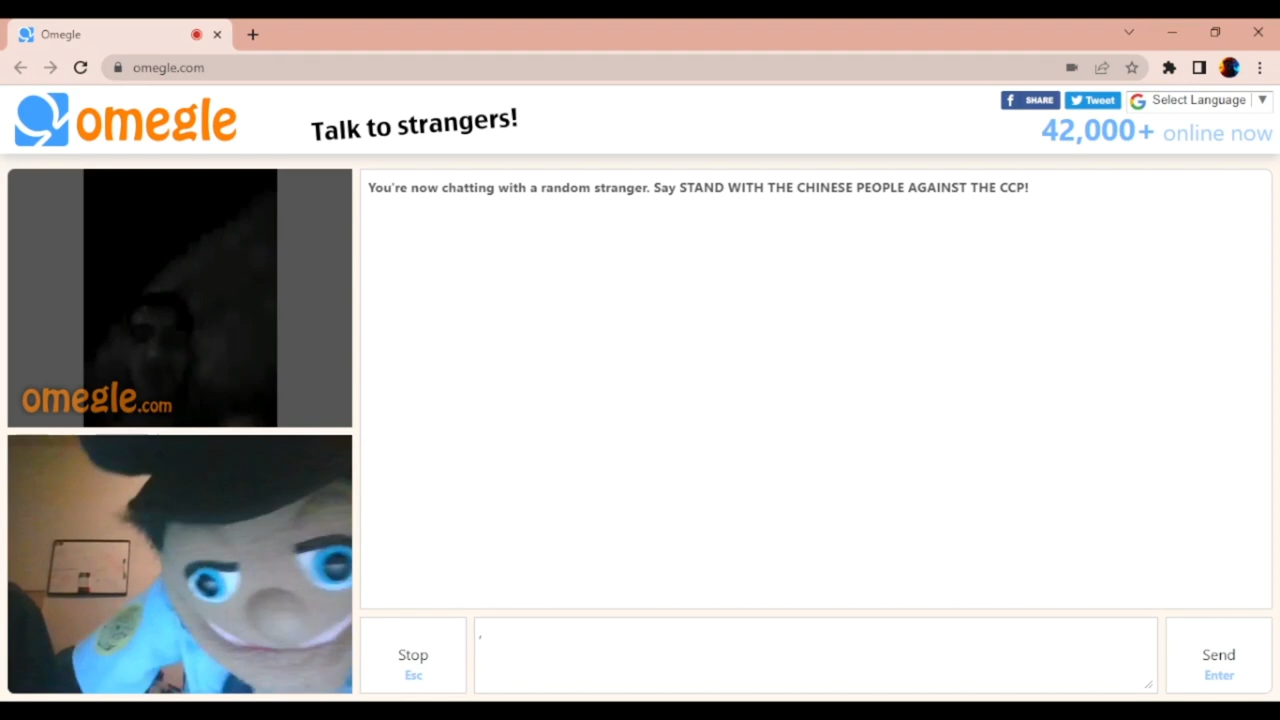 Omegle
omegle.com
omegle
Talk to strangers!
f SHARE
Tweet
G Select Language ▼
42,000+ online now
You're now chatting with a random stranger. Say STAND WITH THE CHINESE PEOPLE AGAINST THE CCP!
omegle.com
Stop
Esc
,
Send
Enter